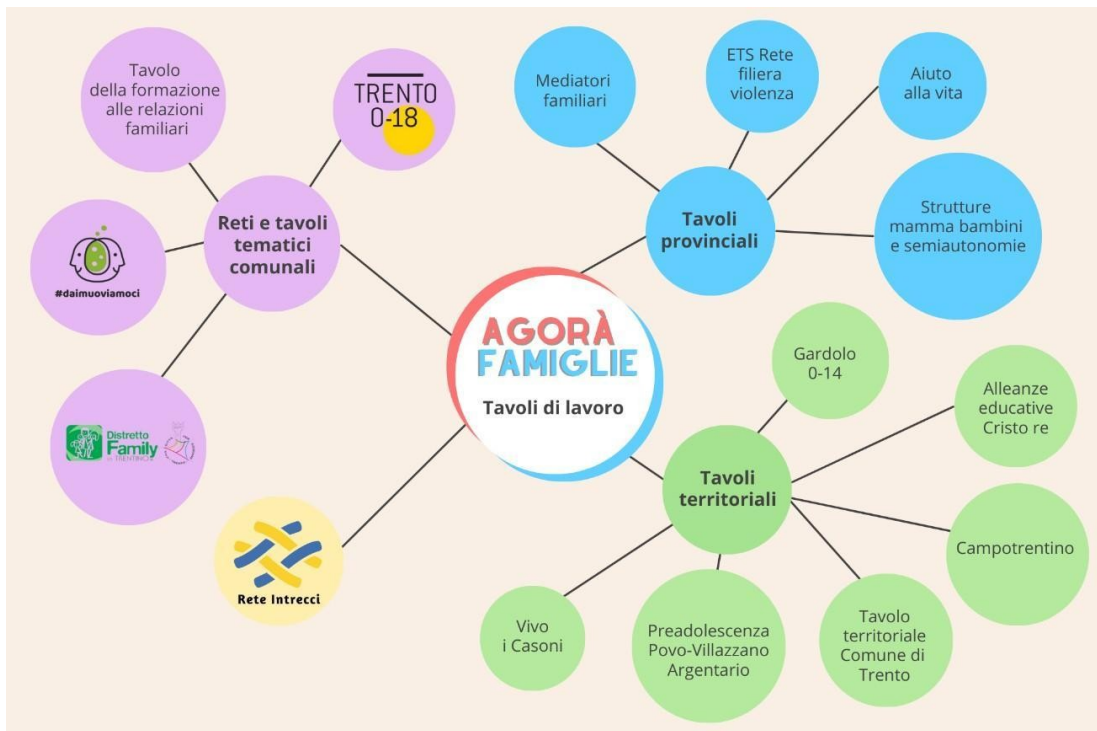 Tavolo
della formazione
alle relazioni
familiari
TRENTO
0-18
#daimuoviamoci
Distretto
Family
Reti e tavoli
tematici
comunali
Rete Intrecci
AGORÀ
FAMIGLIE
Tavoli di lavoro
Mediatori
familiari
ETS Rete
filiera
violenza
Aiuto
alla vita
Strutture
mamma bambini
e semiautonomie
Tavoli
provinciali
Gardolo
0-14
Alleanze
educative
Cristo re
Tavoli
territoriali
Campotrentino
Vivo
i Casoni
Preadolescenza
Povo-Villazzano
Argentario
Tavolo
territoriale
Comune di
Trento